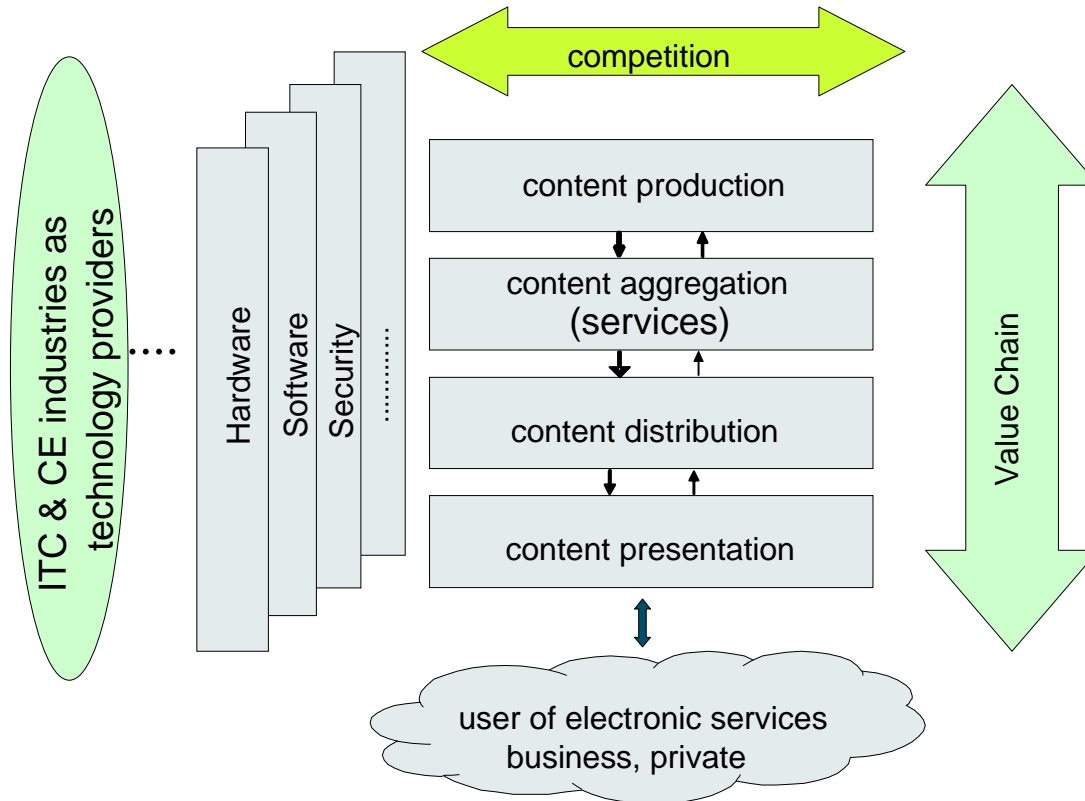 competition
ITC & CE industries as
technology providers
.....
Hardware
Software
Security
...........
content production
content aggregation
(services)
content distribution
content presentation
Value Chain
user of electronic services
business, private